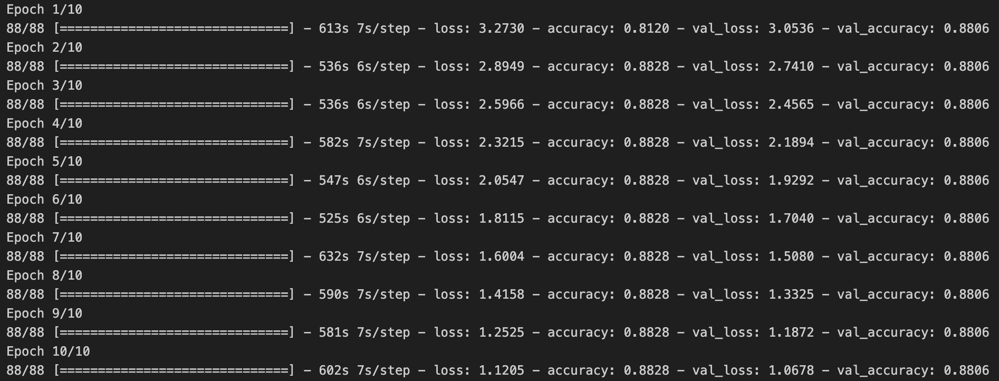 Epoch 1/10
88/88 [==============================] - 613s 7s/step - loss: 3.2730 - accuracy: 0.8120 - val_loss: 3.0536 - val_accuracy: 0.8806
Epoch 2/10
88/88 [==============================] - 536s 6s/step - loss: 2.8949 - accuracy: 0.8828 - val_loss: 2.7410 - val_accuracy: 0.8806
Epoch 3/10
88/88 [==============================] - 536s 6s/step - loss: 2.5966 - accuracy: 0.8828 - val_loss: 2.4565 - val_accuracy: 0.8806
Epoch 4/10
88/88 [==============================] - 582s 7s/step - loss: 2.3215 - accuracy: 0.8828 - val_loss: 2.1894 - val_accuracy: 0.8806
Epoch 5/10
88/88 [==============================] - 547s 6s/step - loss: 2.0547 - accuracy: 0.8828 - val_loss: 1.9292 - val_accuracy: 0.8806
Epoch 6/10
88/88 [==============================] - 525s 6s/step - loss: 1.8115 - accuracy: 0.8828 - val_loss: 1.7040 - val_accuracy: 0.8806
Epoch 7/10
88/88 [==============================] - 632s 7s/step - loss: 1.6004 - accuracy: 0.8828 - val_loss: 1.5080 - val_accuracy: 0.8806
Epoch 8/10
88/88 [==============================] - 590s 7s/step - loss: 1.4158 - accuracy: 0.8828 - val_loss: 1.3325 - val_accuracy: 0.8806
Epoch 9/10
88/88 [==============================] - 581s 7s/step - loss: 1.2525 - accuracy: 0.8828 - val_loss: 1.1872 - val_accuracy: 0.8806
Epoch 10/10
88/88 [==============================] - 602s 7s/step - loss: 1.1205 - accuracy: 0.8828 - val_loss: 1.0678 - val_accuracy: 0.8806